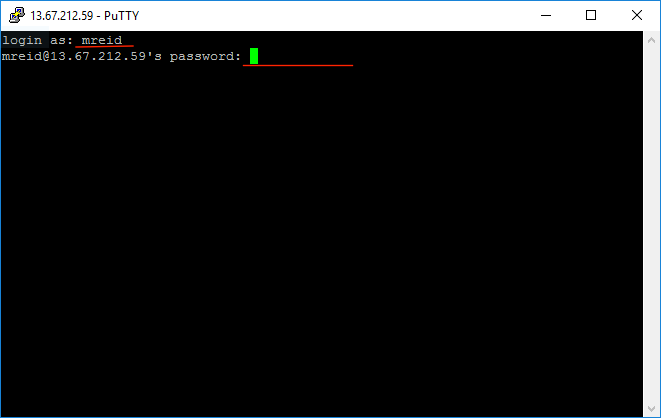 13.67.212.59 - PuTTY
login as: mreid
mreid@13.67.212.59's password: